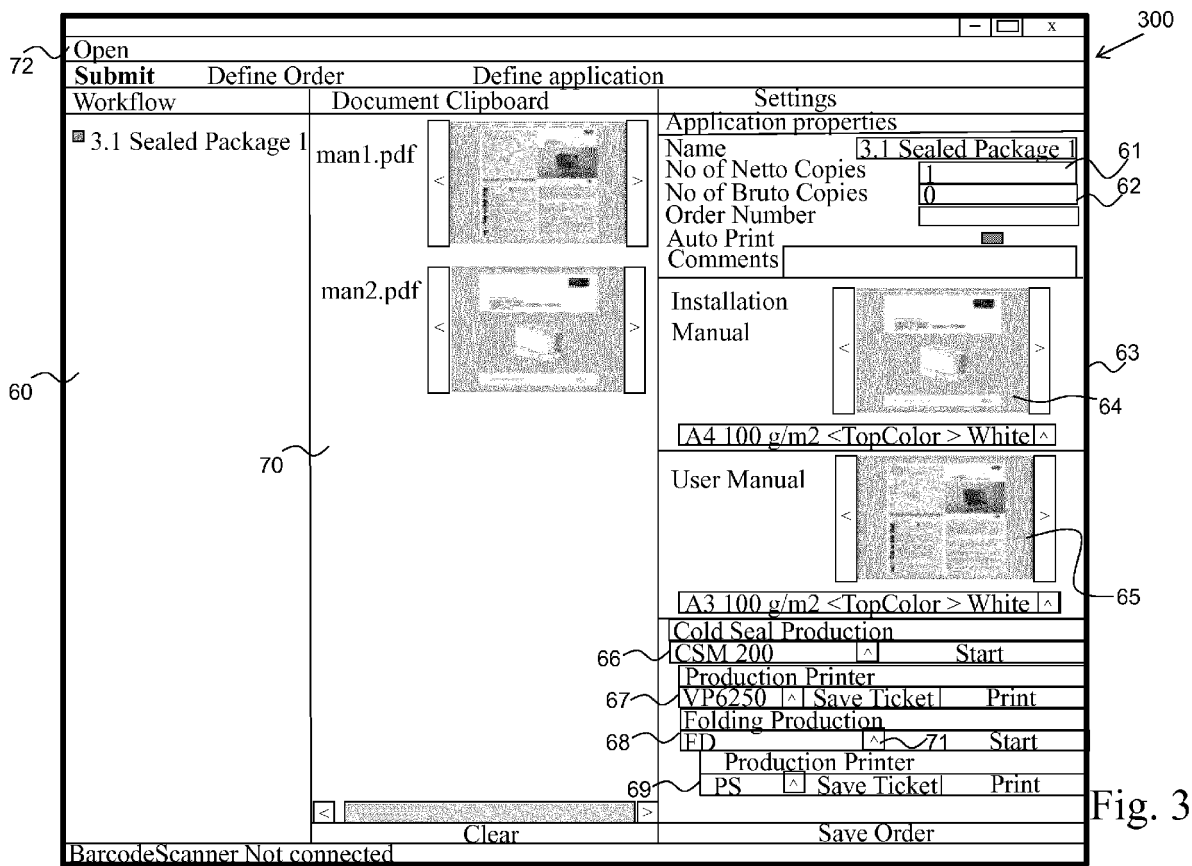 − x
300
Open
72
Submit Define Order Define application
Workflow Document Clipboard Settings
3.1 Sealed Package 1
man1.pdf
< >
man2.pdf
< >
60
70
< >
Clear
Application properties
Name 3.1 Sealed Package 1
61
No of Netto Copies 1
No of Bruto Copies 0
62
Order Number
Auto Print
Comments
Installation
Manual
< >
63
64
A4 100 g/m2 <TopColor > White ^
User Manual
< >
65
A3 100 g/m2 <TopColor > White ^
Cold Seal Production
66 CSM 200 ^ Start
Production Printer
67 VP6250 ^ Save Ticket Print
Folding Production
68 FD ^ 71 Start
Production Printer
69 PS ^ Save Ticket Print
Save Order
BarcodeScanner Not connected
Fig. 3